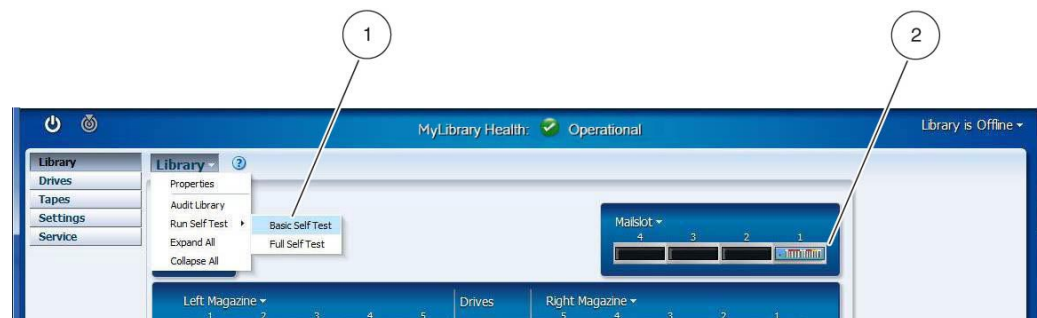 1 2
MyLibrary Health: Operational
Library is Offline
Library
Drives
Tapes
Settings
Service
Library ?
Properties
Audit Library
Run Self Test
Expand All
Collapse All
Basic Self Test
Full Self Test
Mailslot
4 3 2 1
Left Magazine Drives Right Magazine
1 2 3 4 5 5 4 3 2 1